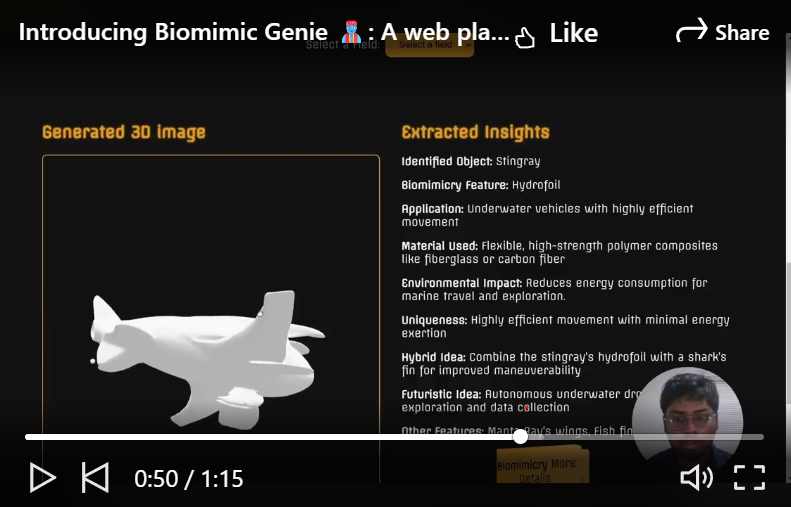 Introducing Biomimic Genie 🧞: A web pla...
Like
Share
Select a Field: Select a field
Generated 3D image
Extracted Insights
Identified Object: Stingray
Biomimicry Feature: Hydrofoil
Application: Underwater vehicles with highly efficient
movement
Material Used: Flexible, high-strength polymer composites
like fiberglass or carbon fiber
Environmental Impact: Reduces energy consumption for
marine travel and exploration.
Uniqueness: Highly efficient movement with minimal energy
exertion
Hybrid Idea: Combine the stingray's hydrofoil with a shark's
fin for improved maneuverability
Futuristic Idea: Autonomous underwater
exploration and data collection
Other Features: Manta Ray's wings, Fish
Biomimicry More
Details
0:50 / 1:15